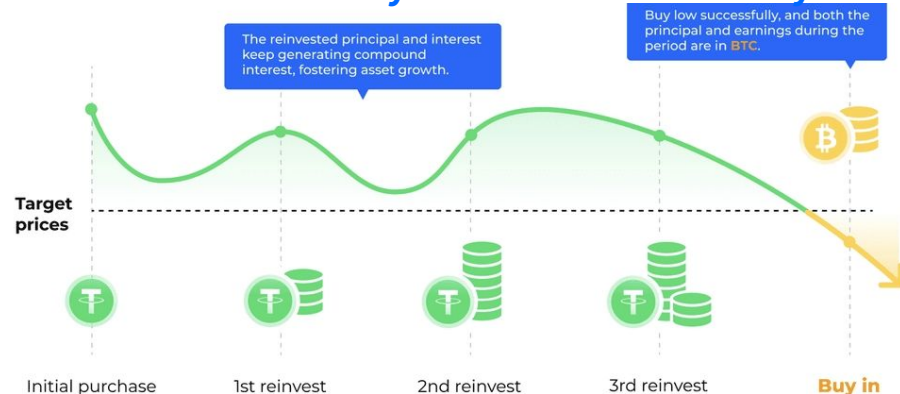 The reinvested principal and interest
keep generating compound
interest, fostering asset growth.
Buy low successfully, and both the
principal and earnings during the
period are in BTC.
Target
prices
Initial purchase
1st reinvest
2nd reinvest
3rd reinvest
Buy in